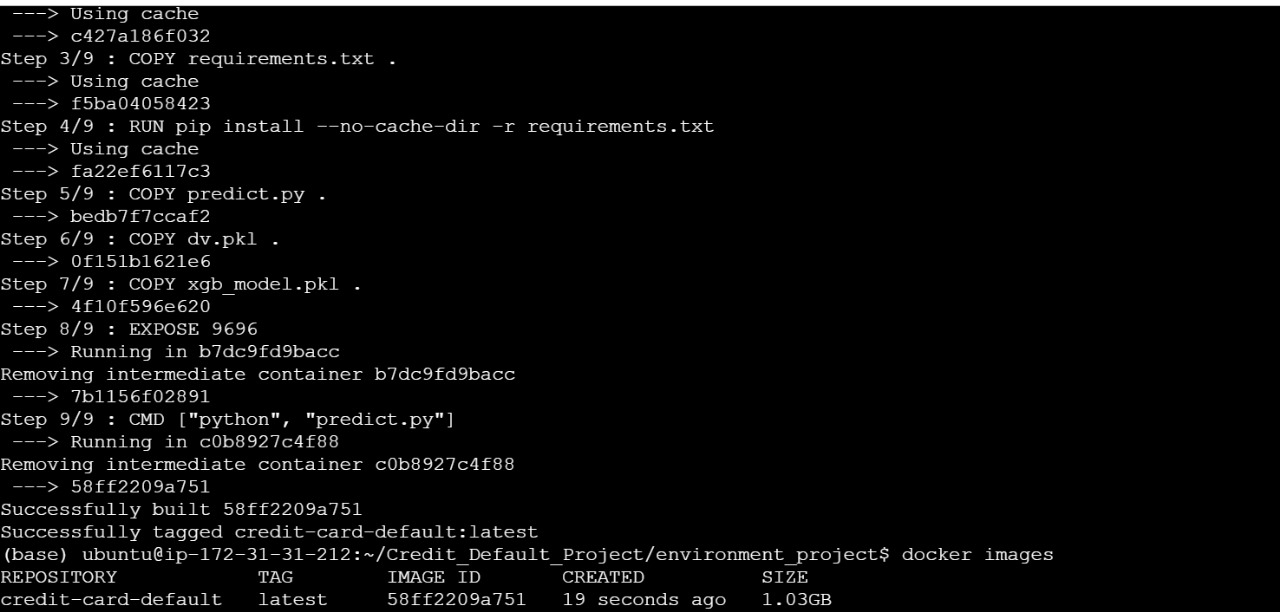 ---> Using cache
---> c427a186f032
Step 3/9 : COPY requirements.txt .
---> Using cache
---> f5ba04058423
Step 4/9 : RUN pip install --no-cache-dir -r requirements.txt
---> Using cache
---> fa22ef6117c3
Step 5/9 : COPY predict.py .
---> bedb7f7ccaf2
Step 6/9 : COPY dv.pkl .
---> 0f151b1621e6
Step 7/9 : COPY xgb_model.pkl .
---> 4f10f596e620
Step 8/9 : EXPOSE 9696
---> Running in b7dc9fd9bacc
Removing intermediate container b7dc9fd9bacc
---> 7b1156f02891
Step 9/9 : CMD ["python", "predict.py"]
---> Running in c0b8927c4f88
Removing intermediate container c0b8927c4f88
---> 58ff2209a751
Successfully built 58ff2209a751
Successfully tagged credit-card-default:latest
(base) ubuntu@ip-172-31-31-212:~/Credit_Default_Project/environment_project$ docker images
REPOSITORY TAG IMAGE ID CREATED SIZE
credit-card-default latest 58ff2209a751 19 seconds ago 1.03GB